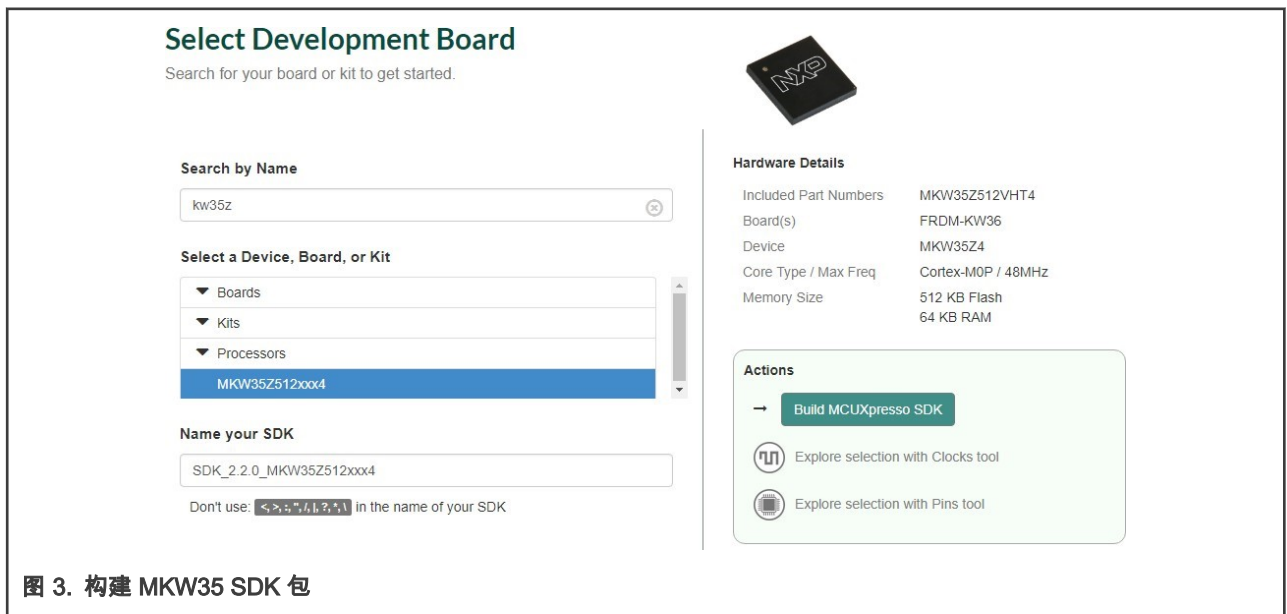 Select Development Board
Search for your board or kit to get started.
NXP
Search by Name
kw35z
Select a Device, Board, or Kit
Boards
Kits
Processors
MKW35Z512xxx4
Name your SDK
SDK_2.2.0_MKW35Z512xxx4
Don't use: <, >, :, ", /, |, ?, *, \ in the name of your SDK
Hardware Details
Included Part Numbers MKW35Z512VHT4
Board(s) FRDM-KW36
Device MKW35Z4
Core Type / Max Freq Cortex-M0P / 48MHz
Memory Size 512 KB Flash
64 KB RAM
Actions
→ Build MCUXpresso SDK
Explore selection with Clocks tool
Explore selection with Pins tool
图 3. 构建 MKW35 SDK 包